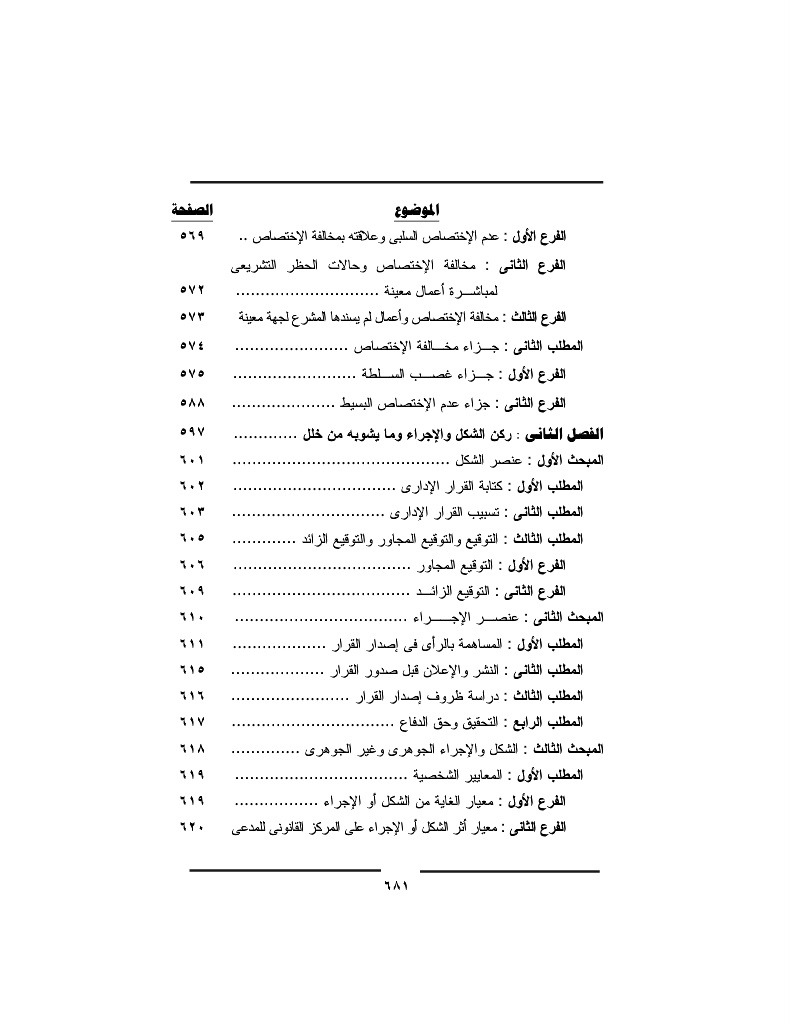 الموضوع الصفحة
الفرع الأول : عدم الإختصاص السلبى وعلاقته بمخالفة الإختصاص .. ٥٦٩
الفرع الثانى : مخالفة الإختصاص وحالات الحظر التشريعى
لمباشــرة أعمال معينة ............................. ٥٧٢
الفرع الثالث : مخالفة الإختصاص وأعمال لم يسندها المشرع لجهة معينة ٥٧٣
المطلب الثانى : جــزاء مخــالفة الإختصاص ....................... ٥٧٤
الفرع الأول : جــزاء غصــب الســلطة ......................... ٥٧٥
الفرع الثانى : جزاء عدم الإختصاص البسيط ..................... ٥٨٨
الفصل الثانى : ركن الشكل والإجراء وما يشوبه من خلل ............. ٥٩٧
المبحث الأول : عنصر الشكل ............................................ ٦٠١
المطلب الأول : كتابة القرار الإدارى ................................. ٦٠٢
المطلب الثانى : تسبيب القرار الإدارى ............................... ٦٠٣
المطلب الثالث : التوقيع والتوقيع المجاور والتوقيع الزائد ............. ٦٠٥
الفرع الأول : التوقيع المجاور .................................... ٦٠٦
الفرع الثانى : التوقيع الزائــد .................................... ٦٠٩
المبحث الثانى : عنصــر الإجــــراء ................................... ٦١٠
المطلب الأول : المساهمة بالرأى فى إصدار القرار ................... ٦١١
المطلب الثانى : النشر والإعلان قبل صدور القرار ................... ٦١٥
المطلب الثالث : دراسة ظروف إصدار القرار ........................ ٦١٦
المطلب الرابع : التحقيق وحق الدفاع ................................. ٦١٧
المبحث الثالث : الشكل والإجراء الجوهرى وغير الجوهرى .............. ٦١٨
المطلب الأول : المعايير الشخصية ................................... ٦١٩
الفرع الأول : معيار الغاية من الشكل أو الإجراء ................. ٦١٩
الفرع الثانى : معيار أثر الشكل أو الإجراء على المركز القانونى للمدعى ٦٢٠
٦٨١